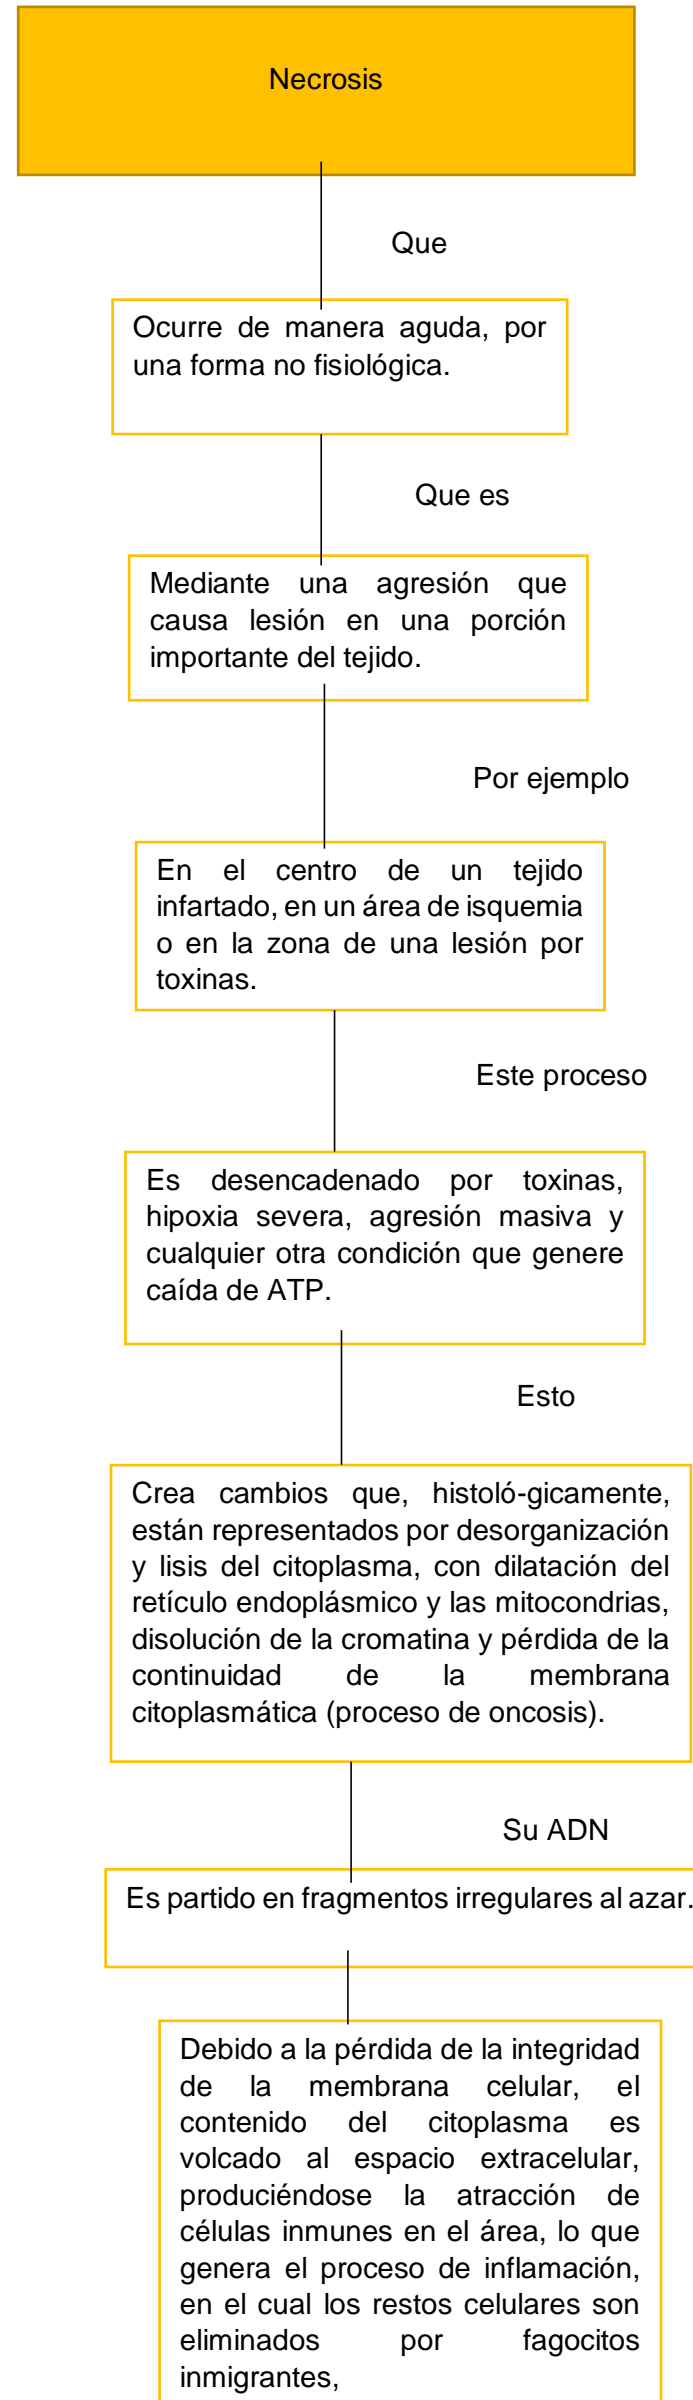 Necrosis
Que
Ocurre de manera aguda, por
una forma no fisiológica.
Que es
Mediante una agresión que
causa lesión en una porción
importante del tejido.
Por ejemplo
En el centro de un tejido
infartado, en un área de isquemia
o en la zona de una lesión por
toxinas.
Este proceso
Es desencadenado por toxinas,
hipoxia severa, agresión masiva y
cualquier otra condición que genere
caída de ATP.
Esto
Crea cambios que, histoló-gicamente,
están representados por desorganización
y lisis del citoplasma, con dilatación del
retículo endoplásmico y las mitocondrias,
disolución de la cromatina y pérdida de la
continuidad de la membrana
citoplasmática (proceso de oncosis).
Su ADN
Es partido en fragmentos irregulares al azar.
Debido a la pérdida de la integridad
de la membrana celular, el
contenido del citoplasma es
volcado al espacio extracelular,
produciéndose la atracción de
células inmunes en el área, lo que
genera el proceso de inflamación,
en el cual los restos celulares son
eliminados por fagocitos
inmigrantes,